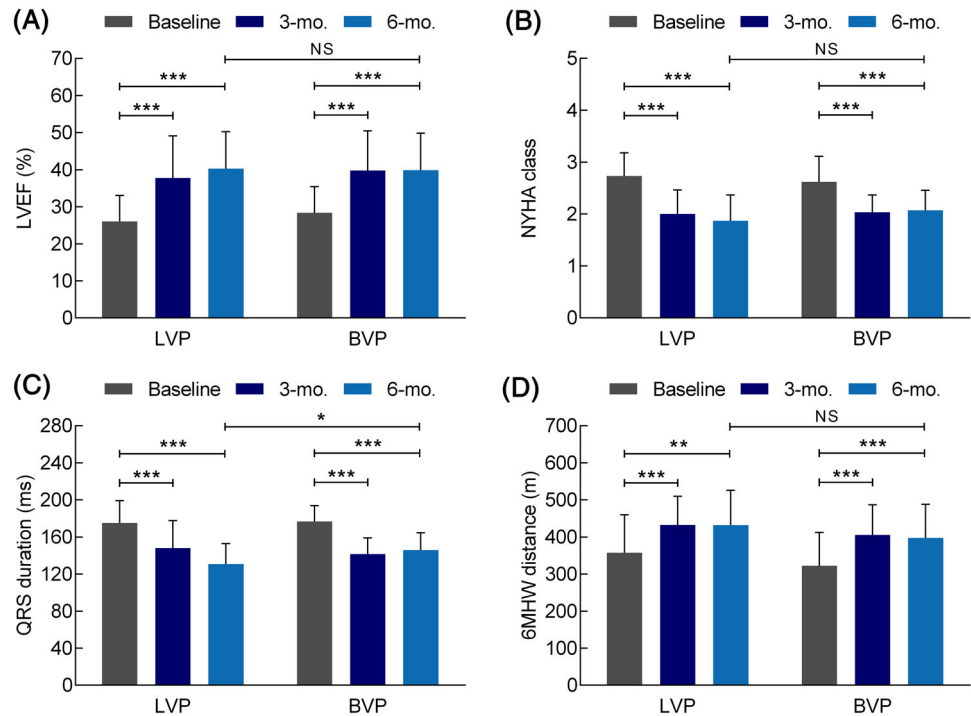 (A) Baseline 3-mo. 6-mo.
NS
70
60
50
40
30
20
10
0
LVEF (%)
*** ***
*** ***
LVP BVP
(B) Baseline 3-mo. 6-mo.
NS
5
4
3
2
1
0
NYHA class
*** ***
*** ***
LVP BVP
(C) Baseline 3-mo. 6-mo.
*
280
240
200
160
120
80
40
0
QRS duration (ms)
*** ***
*** ***
LVP BVP
(D) Baseline 3-mo. 6-mo.
NS
700
600
500
400
300
200
100
0
6MHW distance (m)
** ***
*** ***
LVP BVP